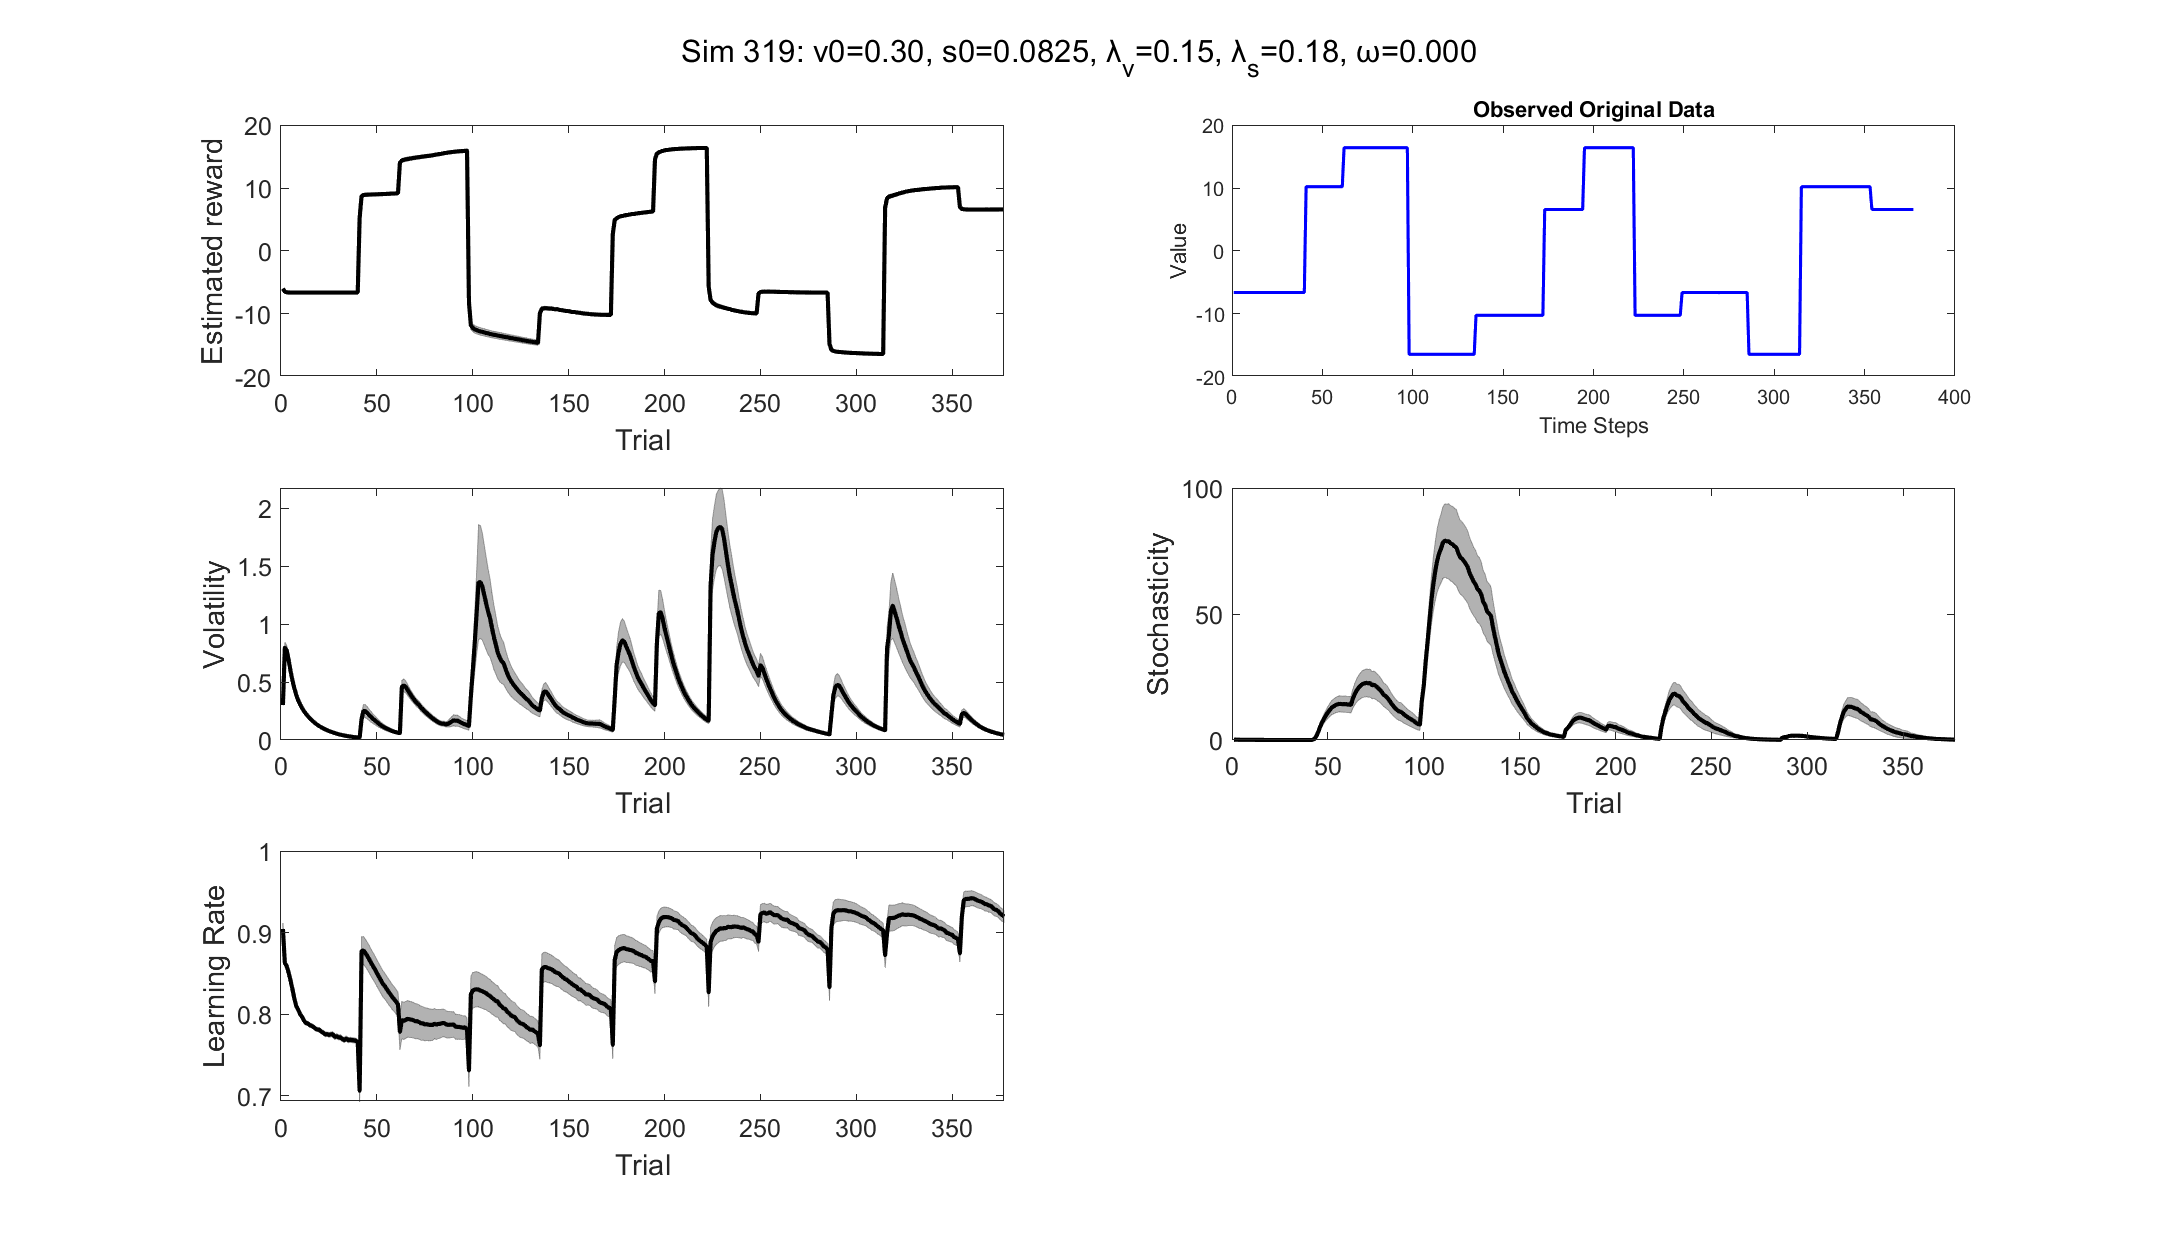 Sim 319: v0=0.30, s0=0.0825, λv=0.15, λs=0.18, ω=0.000
Estimated reward
20
10
0
-10
-20
0 50 100 150 200 250 300 350
Trial
Observed Original Data
Value
20
10
0
-10
-20
0 50 100 150 200 250 300 350 400
Time Steps
Volatility
2
1.5
1
0.5
0
0 50 100 150 200 250 300 350
Trial
Stochasticity
100
50
0
0 50 100 150 200 250 300 350
Trial
Learning Rate
1
0.9
0.8
0.7
0 50 100 150 200 250 300 350
Trial